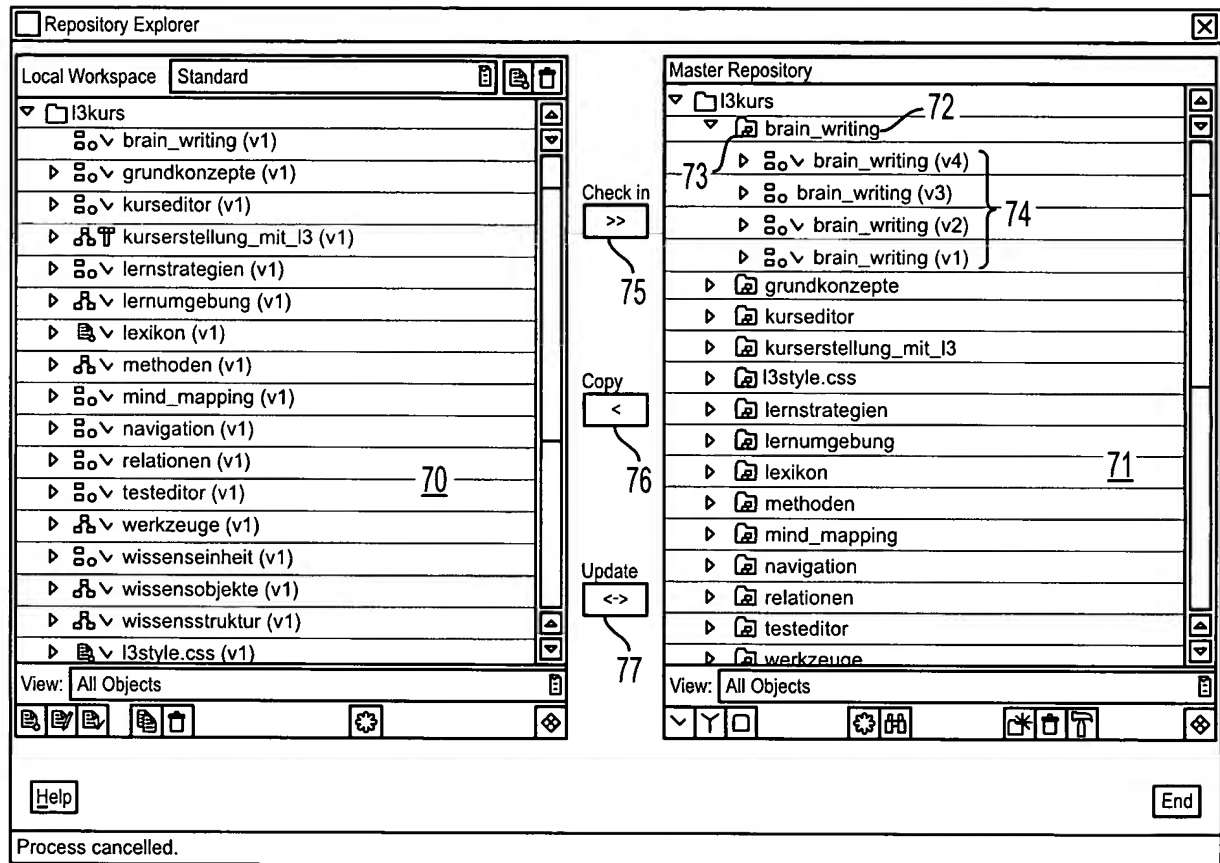 Repository Explorer
Local Workspace Standard
l3kurs
brain_writing (v1)
grundkonzepte (v1)
kurseditor (v1)
kurserstellung_mit_l3 (v1)
lernstrategien (v1)
lernumgebung (v1)
lexikon (v1)
methoden (v1)
mind_mapping (v1)
navigation (v1)
relationen (v1)
testeditor (v1)
werkzeuge (v1)
wissenseinheit (v1)
wissensobjekte (v1)
wissensstruktur (v1)
l3style.css (v1)
70
View: All Objects
Check in
>>
75
Copy
<
76
Update
<->
77
Master Repository
l3kurs
brain_writing
72
73
brain_writing (v4)
brain_writing (v3)
brain_writing (v2)
brain_writing (v1)
74
grundkonzepte
kurseditor
kurserstellung_mit_l3
l3style.css
lernstrategien
lernumgebung
lexikon
71
methoden
mind_mapping
navigation
relationen
testeditor
werkzeuge
View: All Objects
Help
End
Process cancelled.